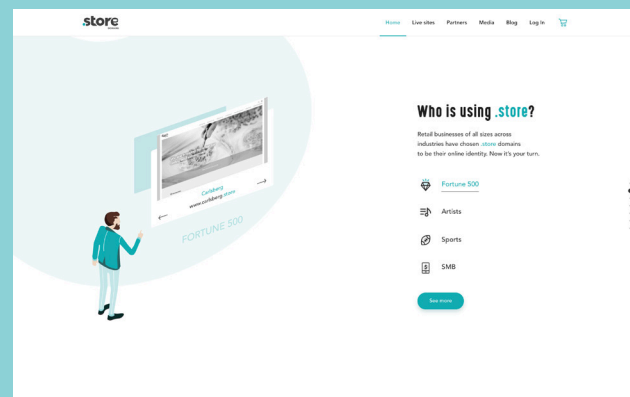 .store
Home
Live sites
Partners
Media
Blog
Log in
Who is using .store?
Retail businesses of all sizes across
industries have chosen .store domains
to be their online identity. Now it's your turn.
Fortune 500
Artists
Sports
SMB
See more
Carlsberg
www.carlsberg.store
FORTUNE 500